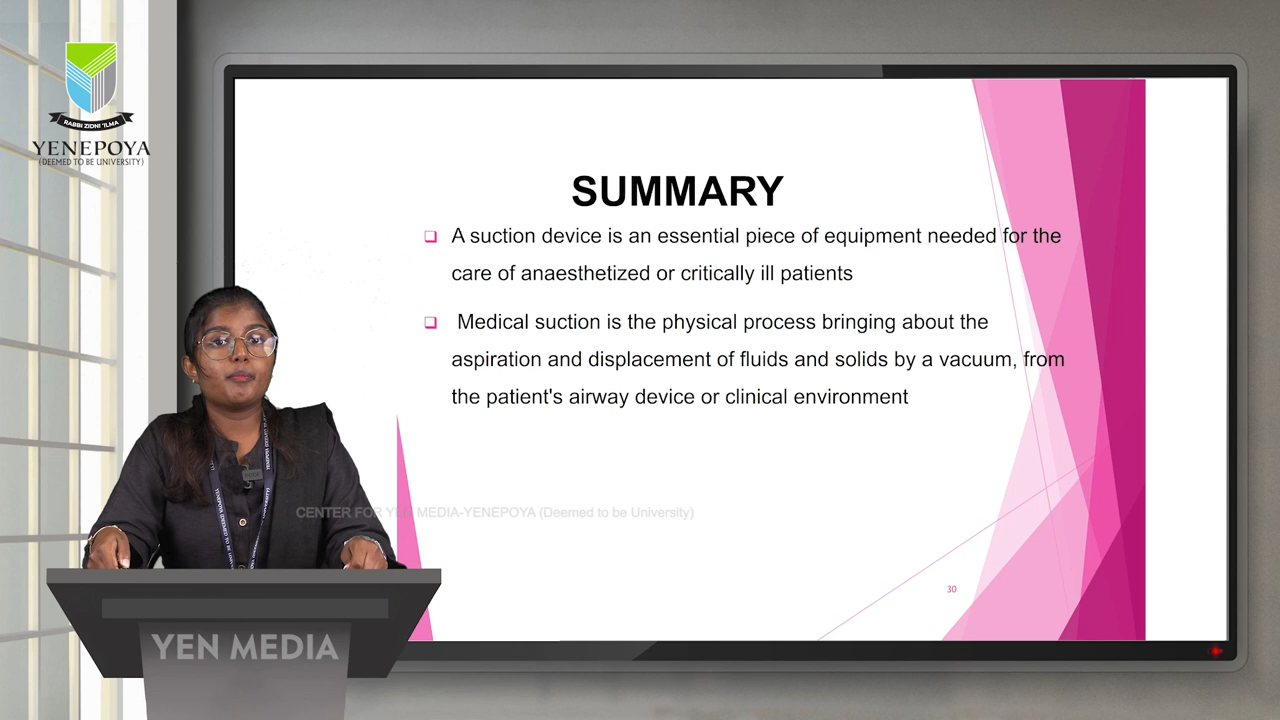 RABBI ZIDNI 'ILMA
YENEPOYA
(DEEMED TO BE UNIVERSITY)
SUMMARY
A suction device is an essential piece of equipment needed for the
care of anaesthetized or critically ill patients
Medical suction is the physical process bringing about the
aspiration and displacement of fluids and solids by a vacuum, from
the patient's airway device or clinical environment
CENTER FOR YEN MEDIA-YENEPOYA (Deemed to be University)
30
YEN MEDIA